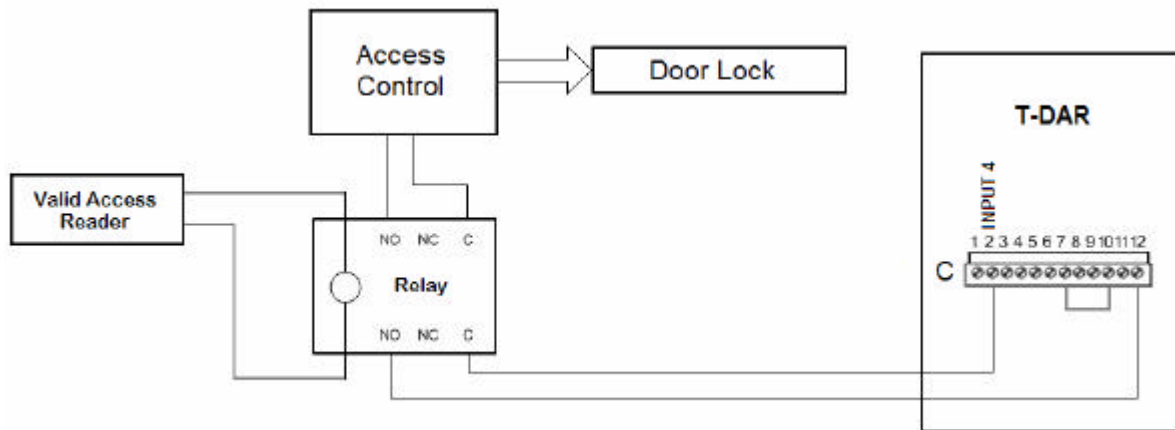 Access
Control
Door Lock
T-DAR
INPUT 4
Valid Access
Reader
NO NC C
Relay
NO NC C
1 2 3 4 5 6 7 8 9 10 11 12
C